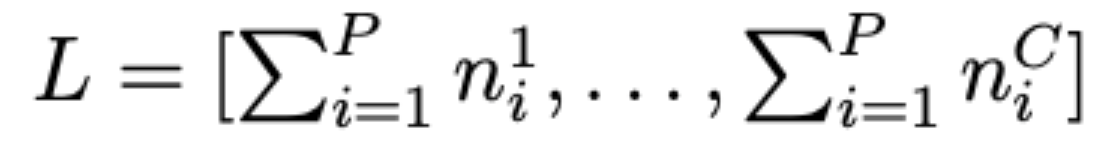 L = [∑_{i=1}^{P} n_i^1, . . . , ∑_{i=1}^{P} n_i^C]